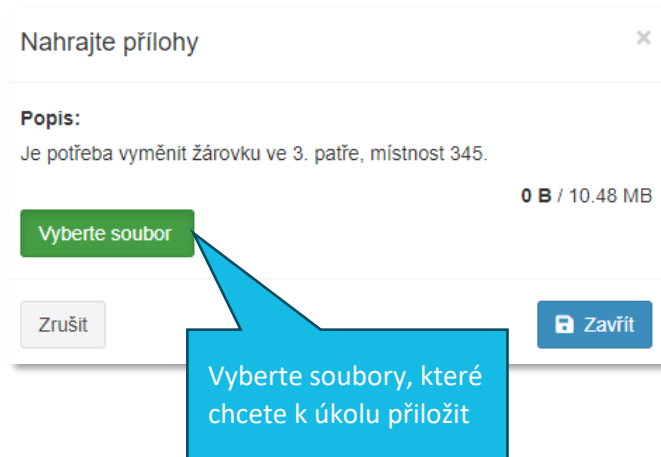 Nahrajte přílohy ×
Popis:
Je potřeba vyměnit žárovku ve 3. patře, místnost 345.
0 B / 10.48 MB
Vyberte soubor
Zrušit
Zavřít
Vyberte soubory, které
chcete k úkolu přiložit